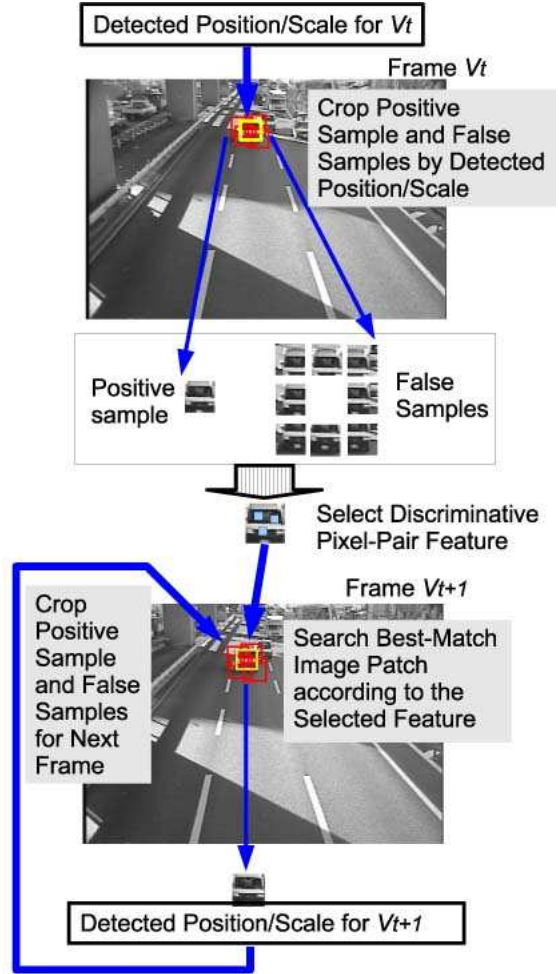 Detected Position/Scale for Vt
Frame Vt
Crop Positive
Sample and False
Samples by Detected
Position/Scale
Positive
sample
False
Samples
Select Discriminative
Pixel-Pair Feature
Frame Vt+1
Crop
Positive
Sample
and False
Samples
for Next
Frame
Search Best-Match
Image Patch
according to the
Selected Feature
Detected Position/Scale for Vt+1